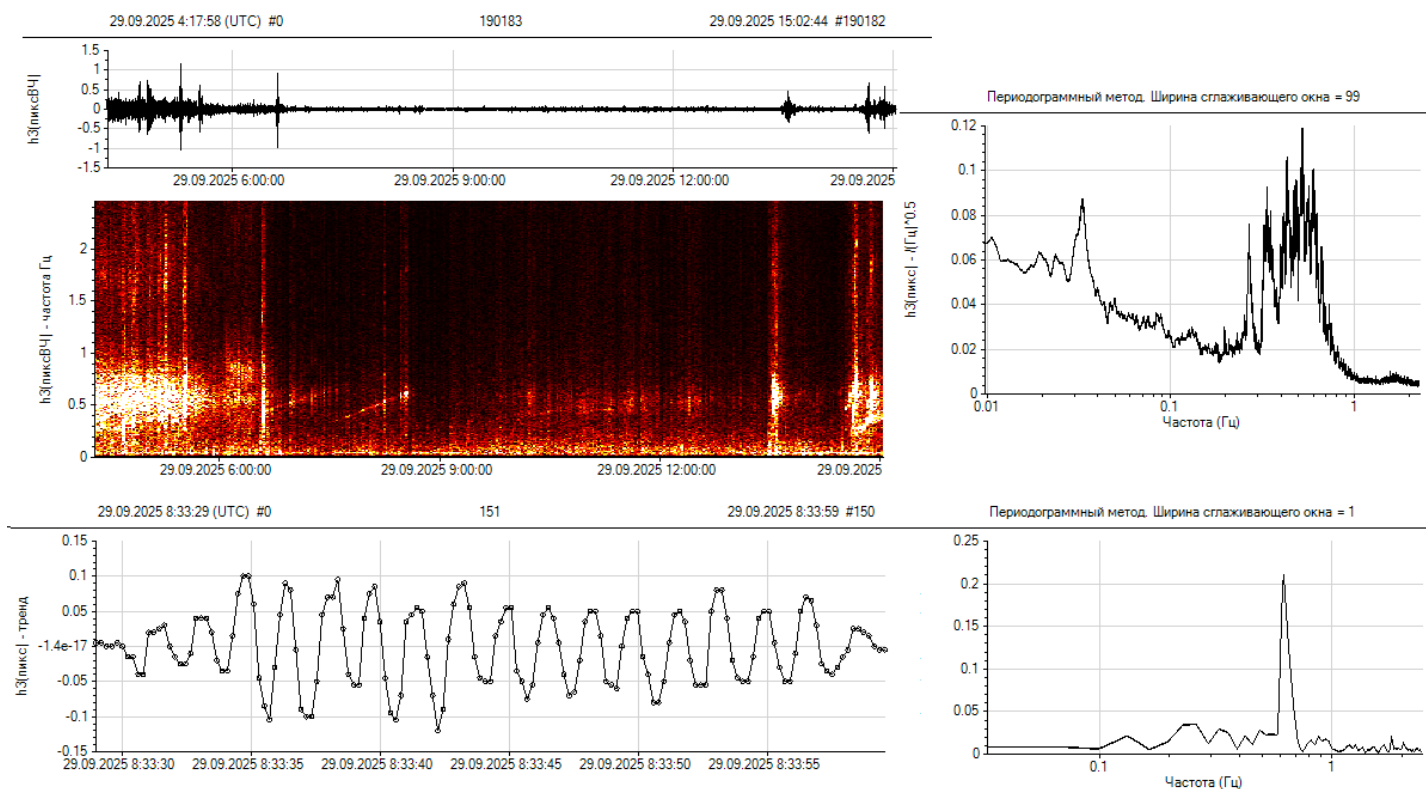 29.09.2025 4:17:58 (UTC)  #0    190183    29.09.2025 15:02:44  #190182
h3[пиксВЧ]
1.5
1
0.5
0
-0.5
-1
-1.5
29.09.2025 6:00:00    29.09.2025 9:00:00    29.09.2025 12:00:00    29.09.2025
h3[пиксВЧ] - частота Гц
2
1.5
1
0.5
0
29.09.2025 6:00:00    29.09.2025 9:00:00    29.09.2025 12:00:00    29.09.2025
Периодограммный метод. Ширина сглаживающего окна = 99
h3[пикс] - /[Гц]^0.5
0.12
0.1
0.08
0.06
0.04
0.02
0
0.01    0.1    1
Частота (Гц)
29.09.2025 8:33:29 (UTC)  #0    151    29.09.2025 8:33:59  #150
h3[пикс] - тренд
0.15
0.1
0.05
-1.4e-17
-0.05
-0.1
-0.15
29.09.2025 8:33:30    29.09.2025 8:33:35    29.09.2025 8:33:40    29.09.2025 8:33:45    29.09.2025 8:33:50    29.09.2025 8:33:55
Периодограммный метод. Ширина сглаживающего окна = 1
0.25
0.2
0.15
0.1
0.05
0
0.1    1
Частота (Гц)